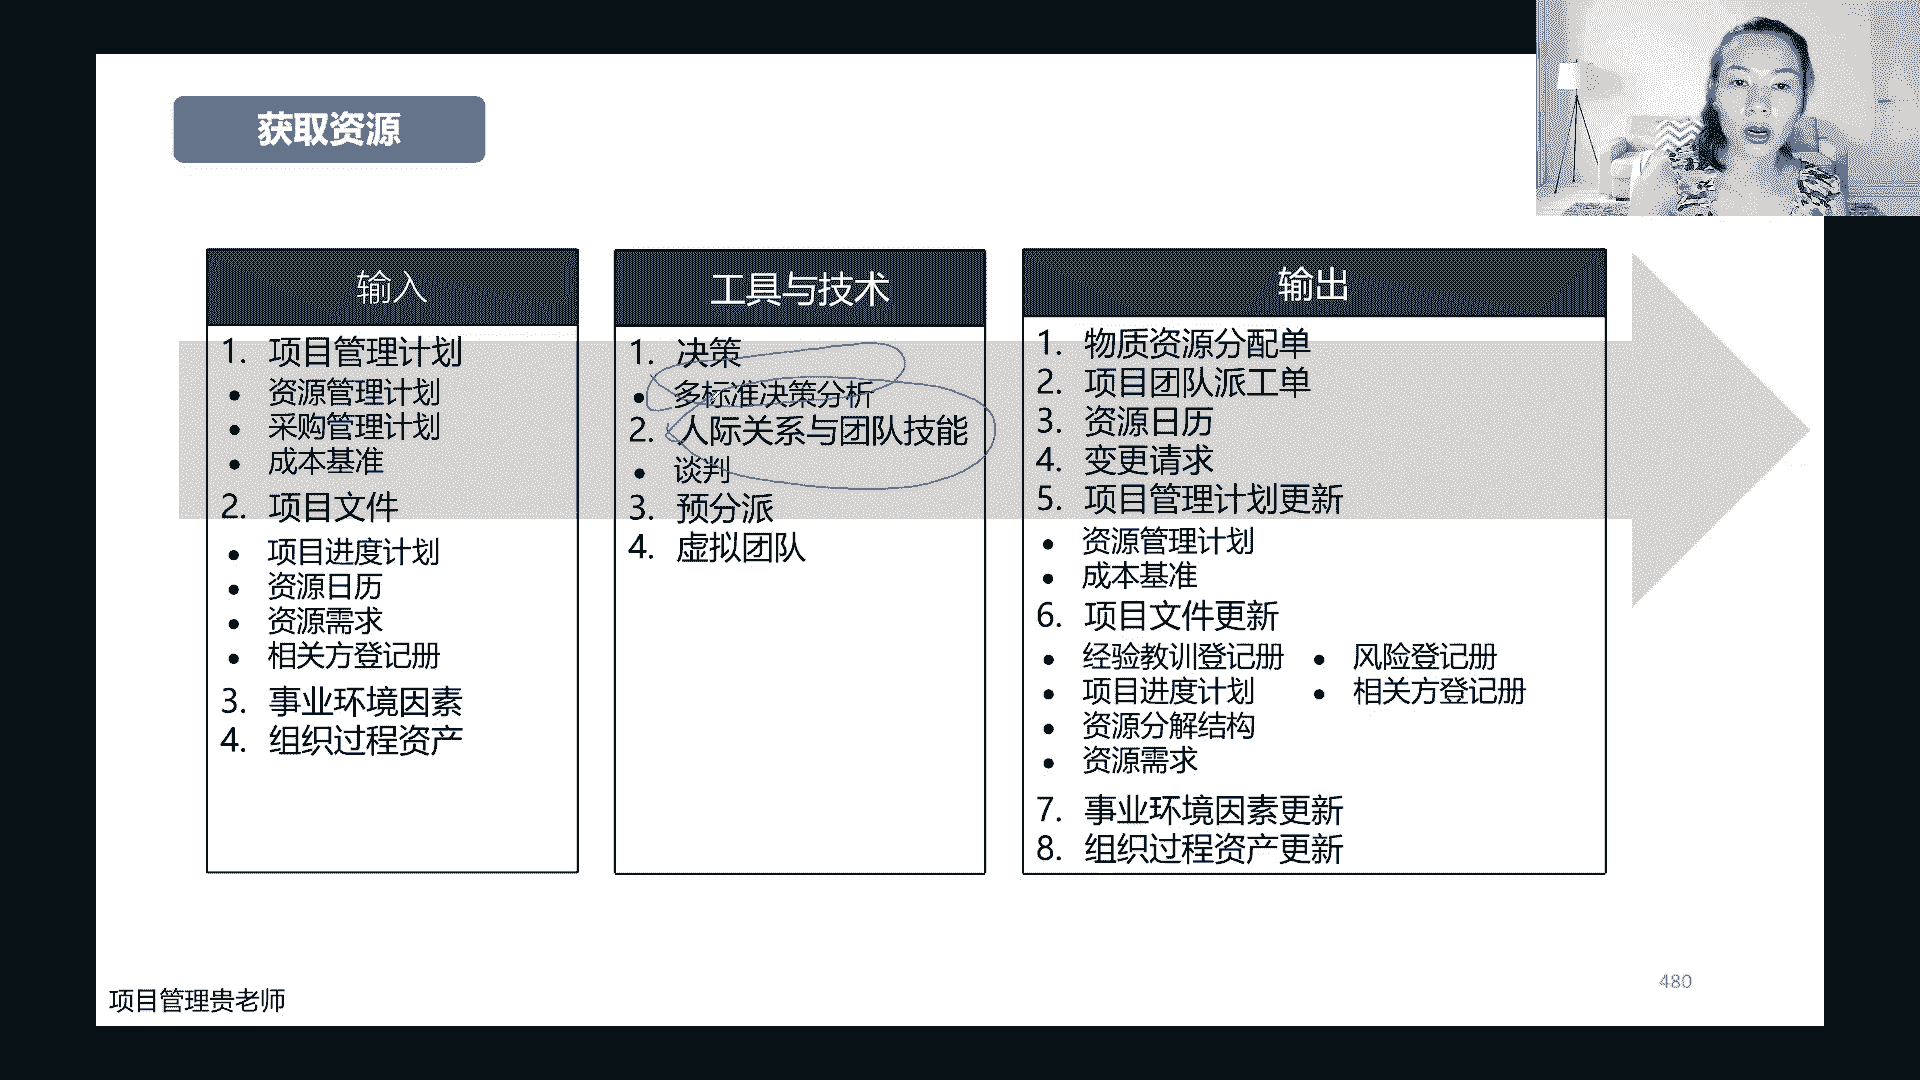 获取资源
输入
1. 项目管理计划
• 资源管理计划
• 采购管理计划
• 成本基准
2. 项目文件
• 项目进度计划
• 资源日历
• 资源需求
• 相关方登记册
3. 事业环境因素
4. 组织过程资产
工具与技术
1. 决策
• 多标准决策分析
2. 人际关系与团队技能
• 谈判
3. 预分派
4. 虚拟团队
输出
1. 物质资源分配单
2. 项目团队派工单
3. 资源日历
4. 变更请求
5. 项目管理计划更新
• 资源管理计划
• 成本基准
6. 项目文件更新
• 经验教训登记册 • 风险登记册
• 项目进度计划 • 相关方登记册
• 资源分解结构
• 资源需求
7. 事业环境因素更新
8. 组织过程资产更新
480
项目管理贵老师